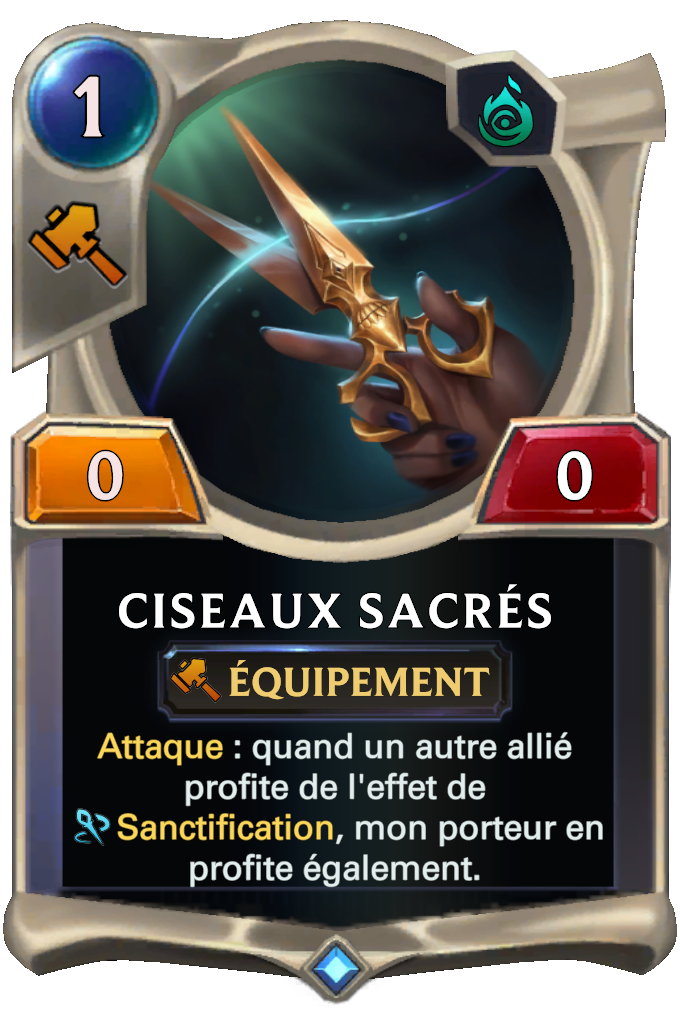 1
0
0
CISEAUX SACRÉS
ÉQUIPEMENT
Attaque : quand un autre allié
profite de l'effet de
Sanctification, mon porteur en
profite également.